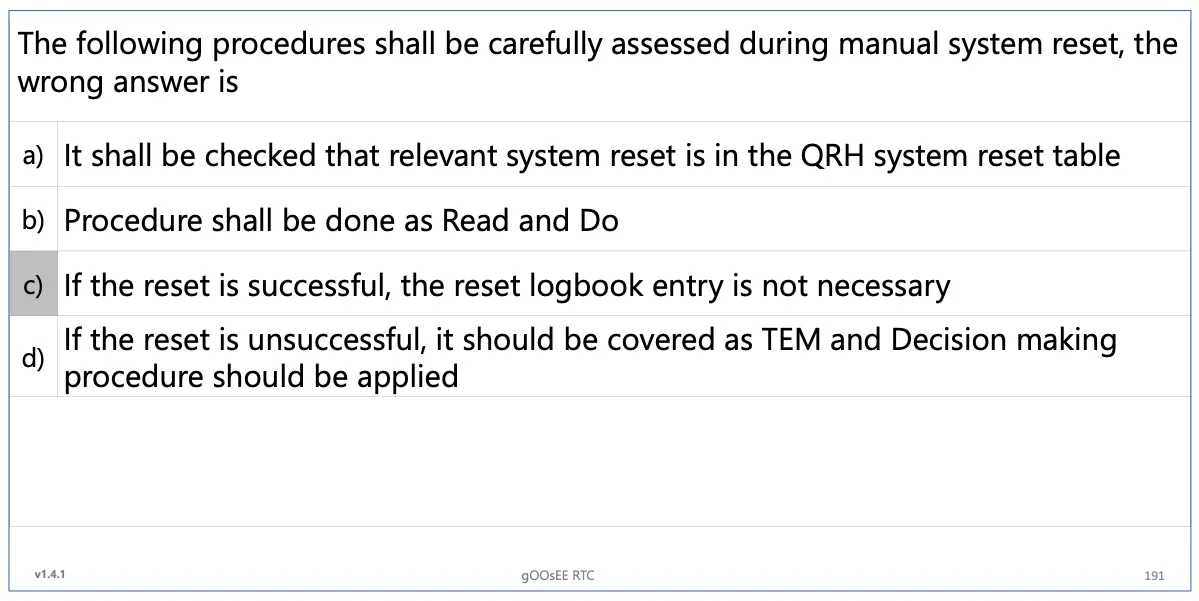 The following procedures shall be carefully assessed during manual system reset, the
wrong answer is
a) It shall be checked that relevant system reset is in the QRH system reset table
b) Procedure shall be done as Read and Do
c) If the reset is successful, the reset logbook entry is not necessary
d) If the reset is unsuccessful, it should be covered as TEM and Decision making
procedure should be applied
v1.4.1 gOOsEE RTC 191